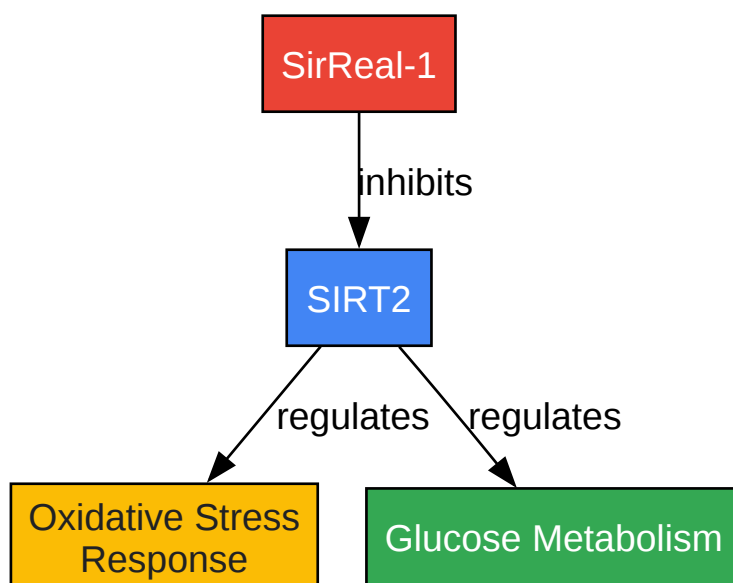 SirReal-1
inhibits
SIRT2
regulates
regulates
Oxidative Stress
Response
Glucose Metabolism